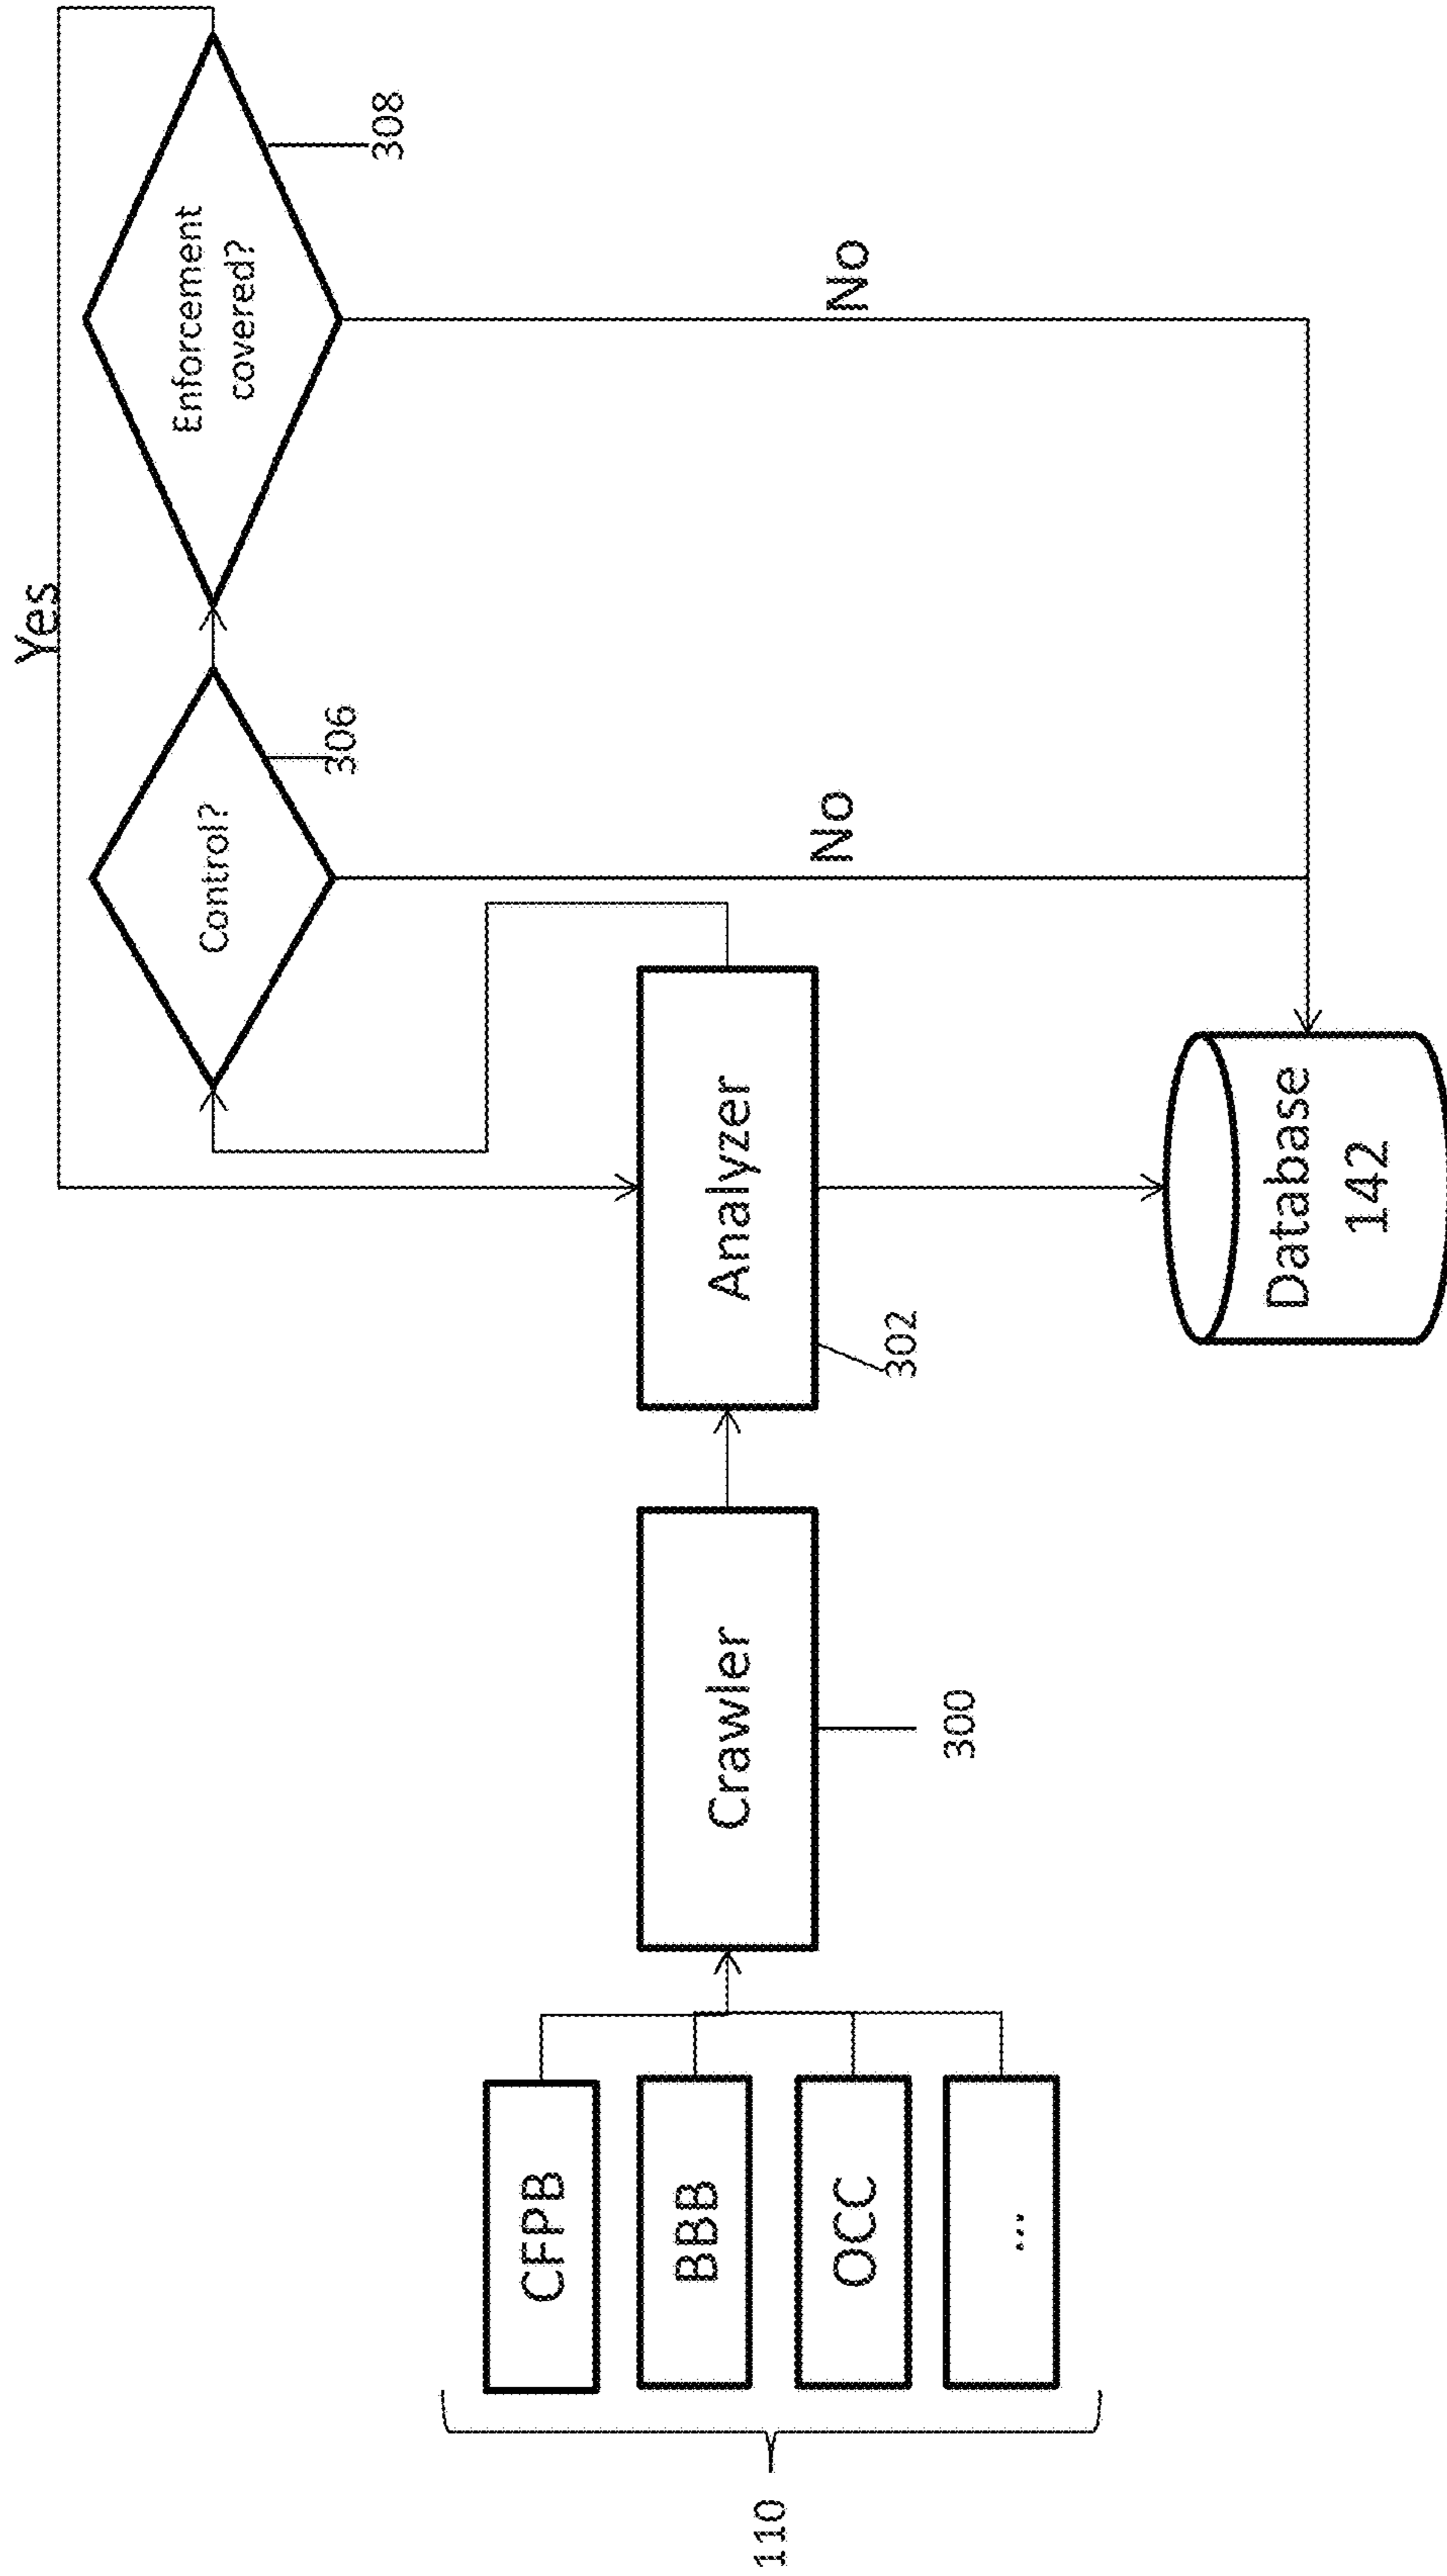 110
CFPB
BBB
OCC
...
Crawler
300
Analyzer
302
Database
142
Control?
306
No
Yes
Enforcement
covered?
308
No